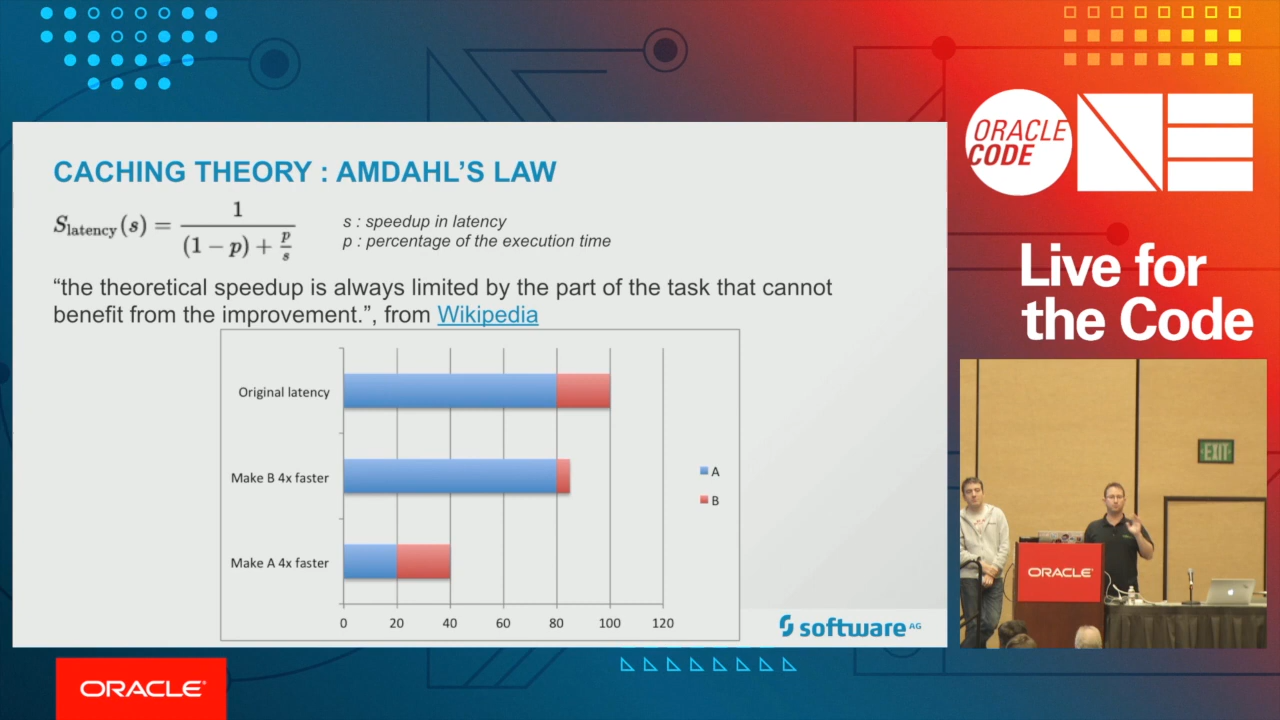 CACHING THEORY : AMDAHL'S LAW
S_latency(s) = 1 / ((1 − p) + p/s)
s : speedup in latency
p : percentage of the execution time
“the theoretical speedup is always limited by the part of the task that cannot
benefit from the improvement.”, from Wikipedia
Original latency
Make B 4x faster
Make A 4x faster
A
B
0 20 40 60 80 100 120
software AG
ORACLE
CODE
ONE
Live for
the Code
EXIT
ORACLE
ORACLE